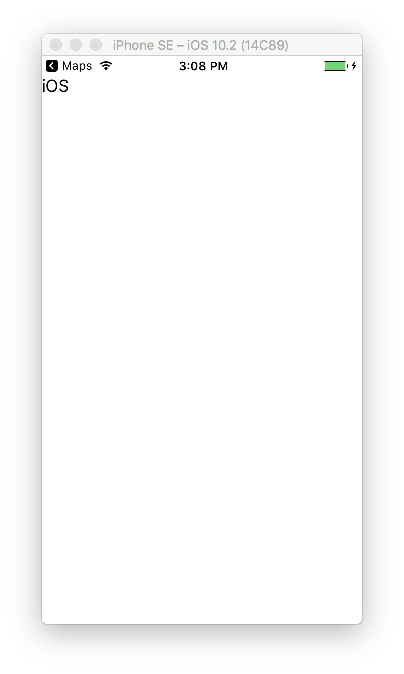 iPhone SE – iOS 10.2 (14C89)
Maps 3:08 PM
iOS